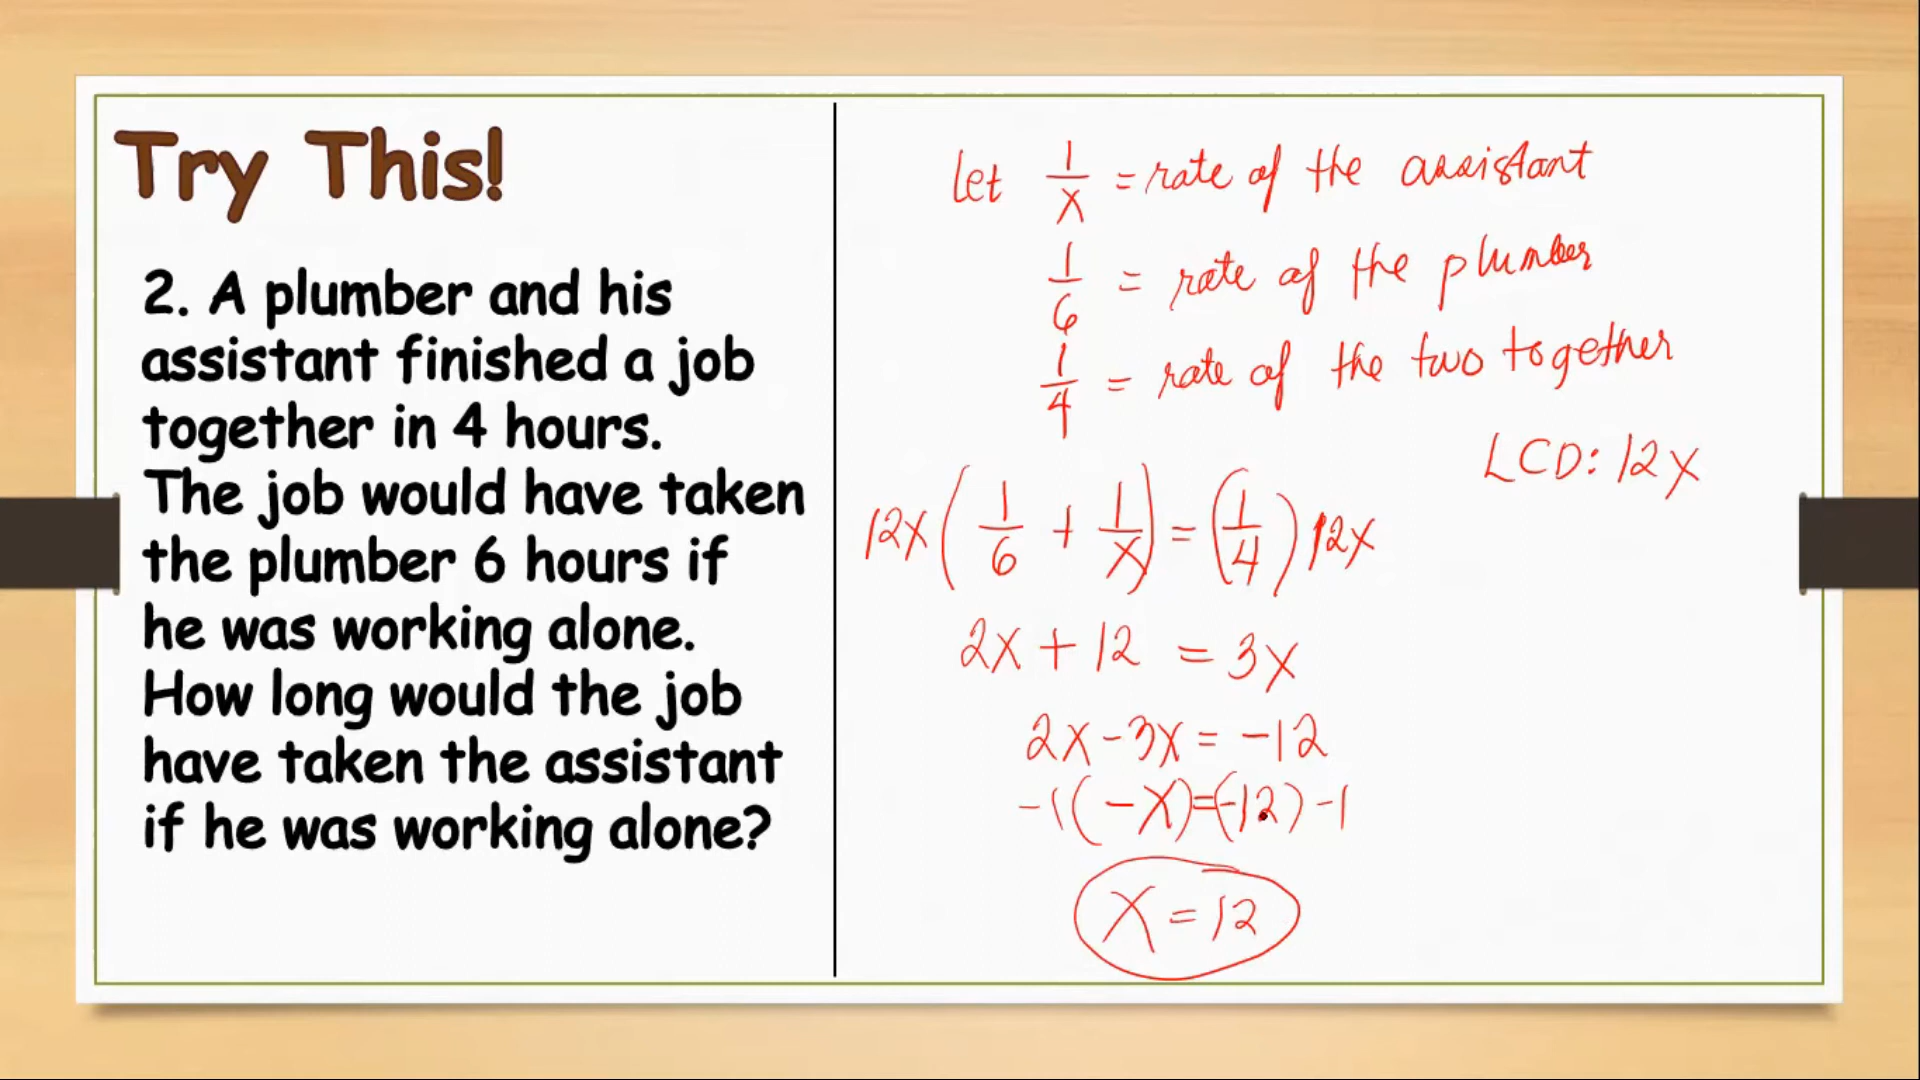 Try This!
2. A plumber and his
assistant finished a job
together in 4 hours.
The job would have taken
the plumber 6 hours if
he was working alone.
How long would the job
have taken the assistant
if he was working alone?
Let 1/x = rate of the assistant
1/6 = rate of the plumber
1/4 = rate of the two together
LCD: 12x
12x(1/6 + 1/x) = (1/4)12x
2x + 12 = 3x
2x - 3x = -12
-1(-x)=(-12)-1
x = 12